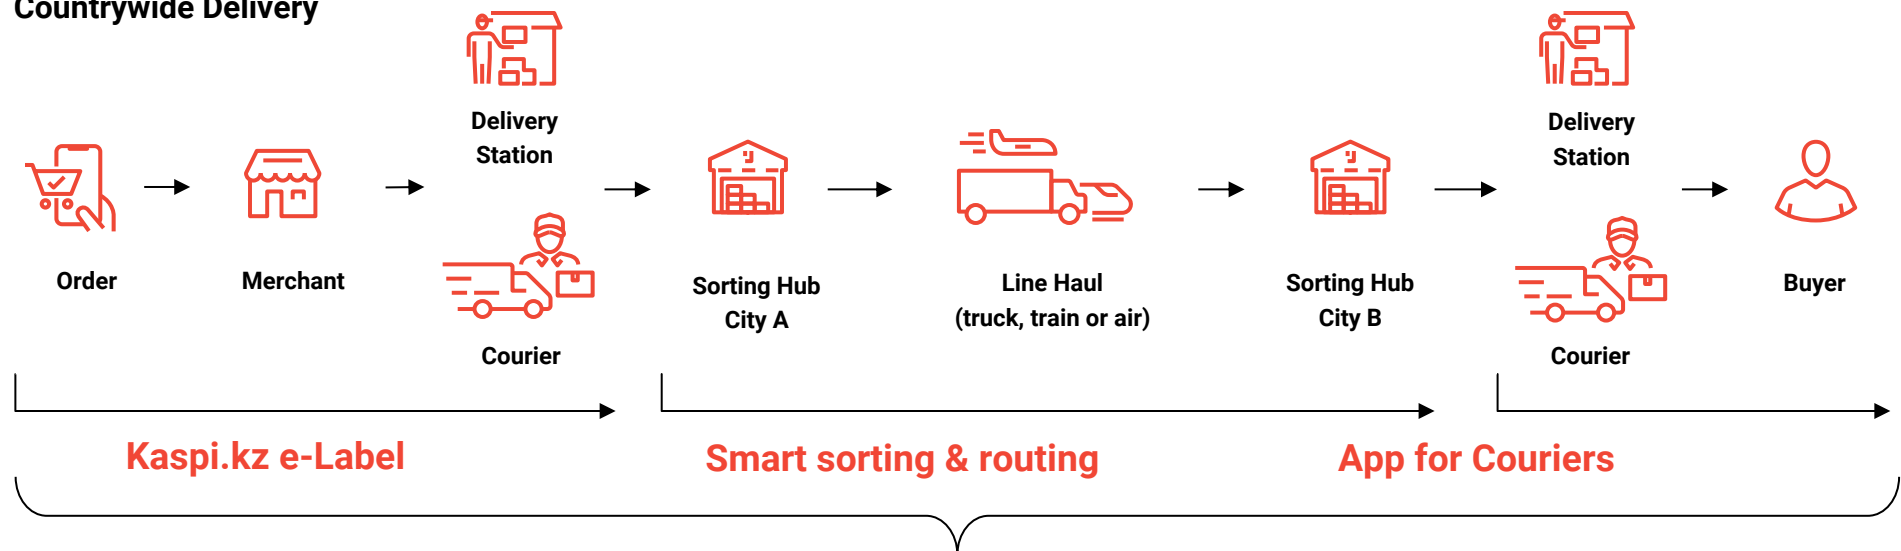 Countrywide Delivery
Order
Merchant
Delivery
Station
Courier
Sorting Hub
City A
Line Haul
(truck, train or air)
Sorting Hub
City B
Delivery
Station
Courier
Buyer
Kaspi.kz e-Label
Smart sorting & routing
App for Couriers